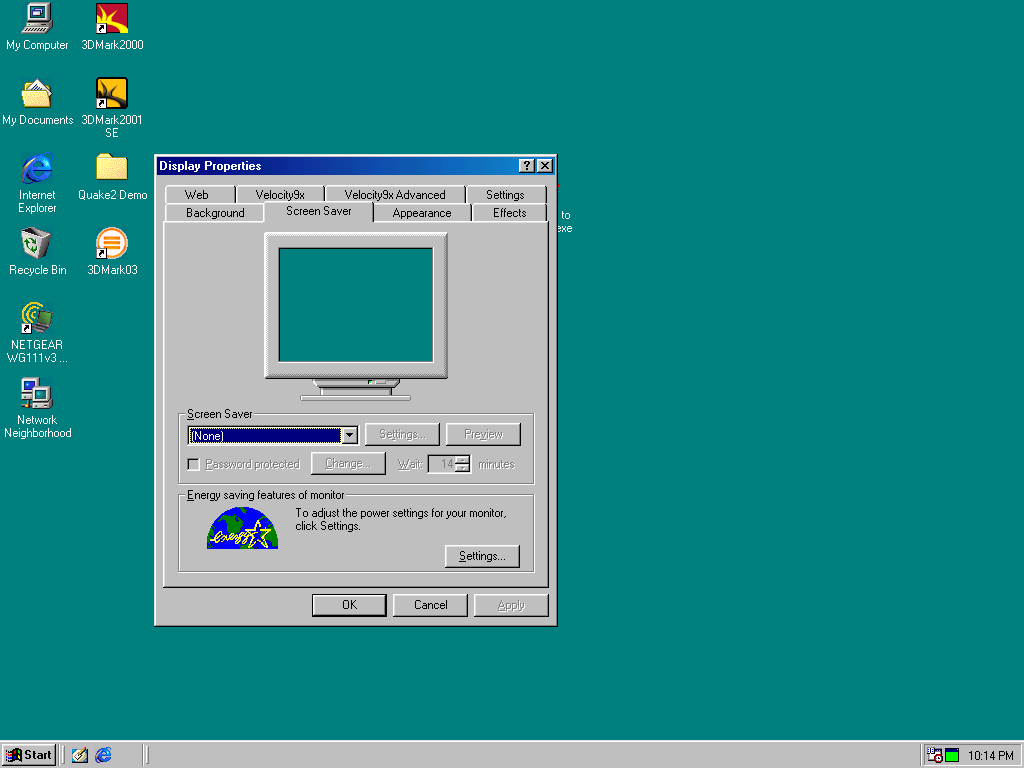 My Computer
3DMark2000
My Documents
3DMark2001
SE
Internet
Explorer
Quake2 Demo
Recycle Bin
3DMark03
NETGEAR
WG111v3 ...
Network
Neighborhood
to
exe
Display Properties
Web
Velocity9x
Velocity9x Advanced
Settings
Background
Screen Saver
Appearance
Effects
Screen Saver
(None)
Settings...
Preview
Password protected
Change...
Wait:
14
minutes
Energy saving features of monitor
energy
To adjust the power settings for your monitor,
click Settings.
Settings...
OK
Cancel
Apply
Start
10:14 PM